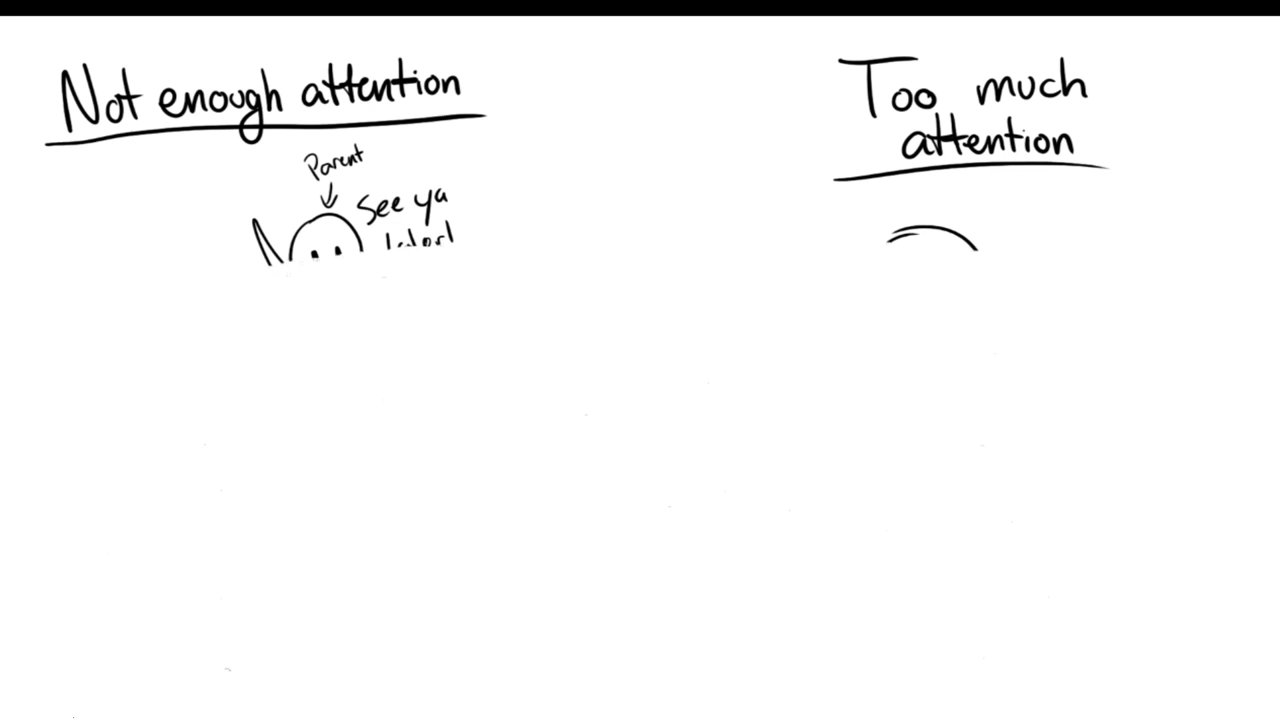 Not enough attention
Parent
See ya
Too much
attention